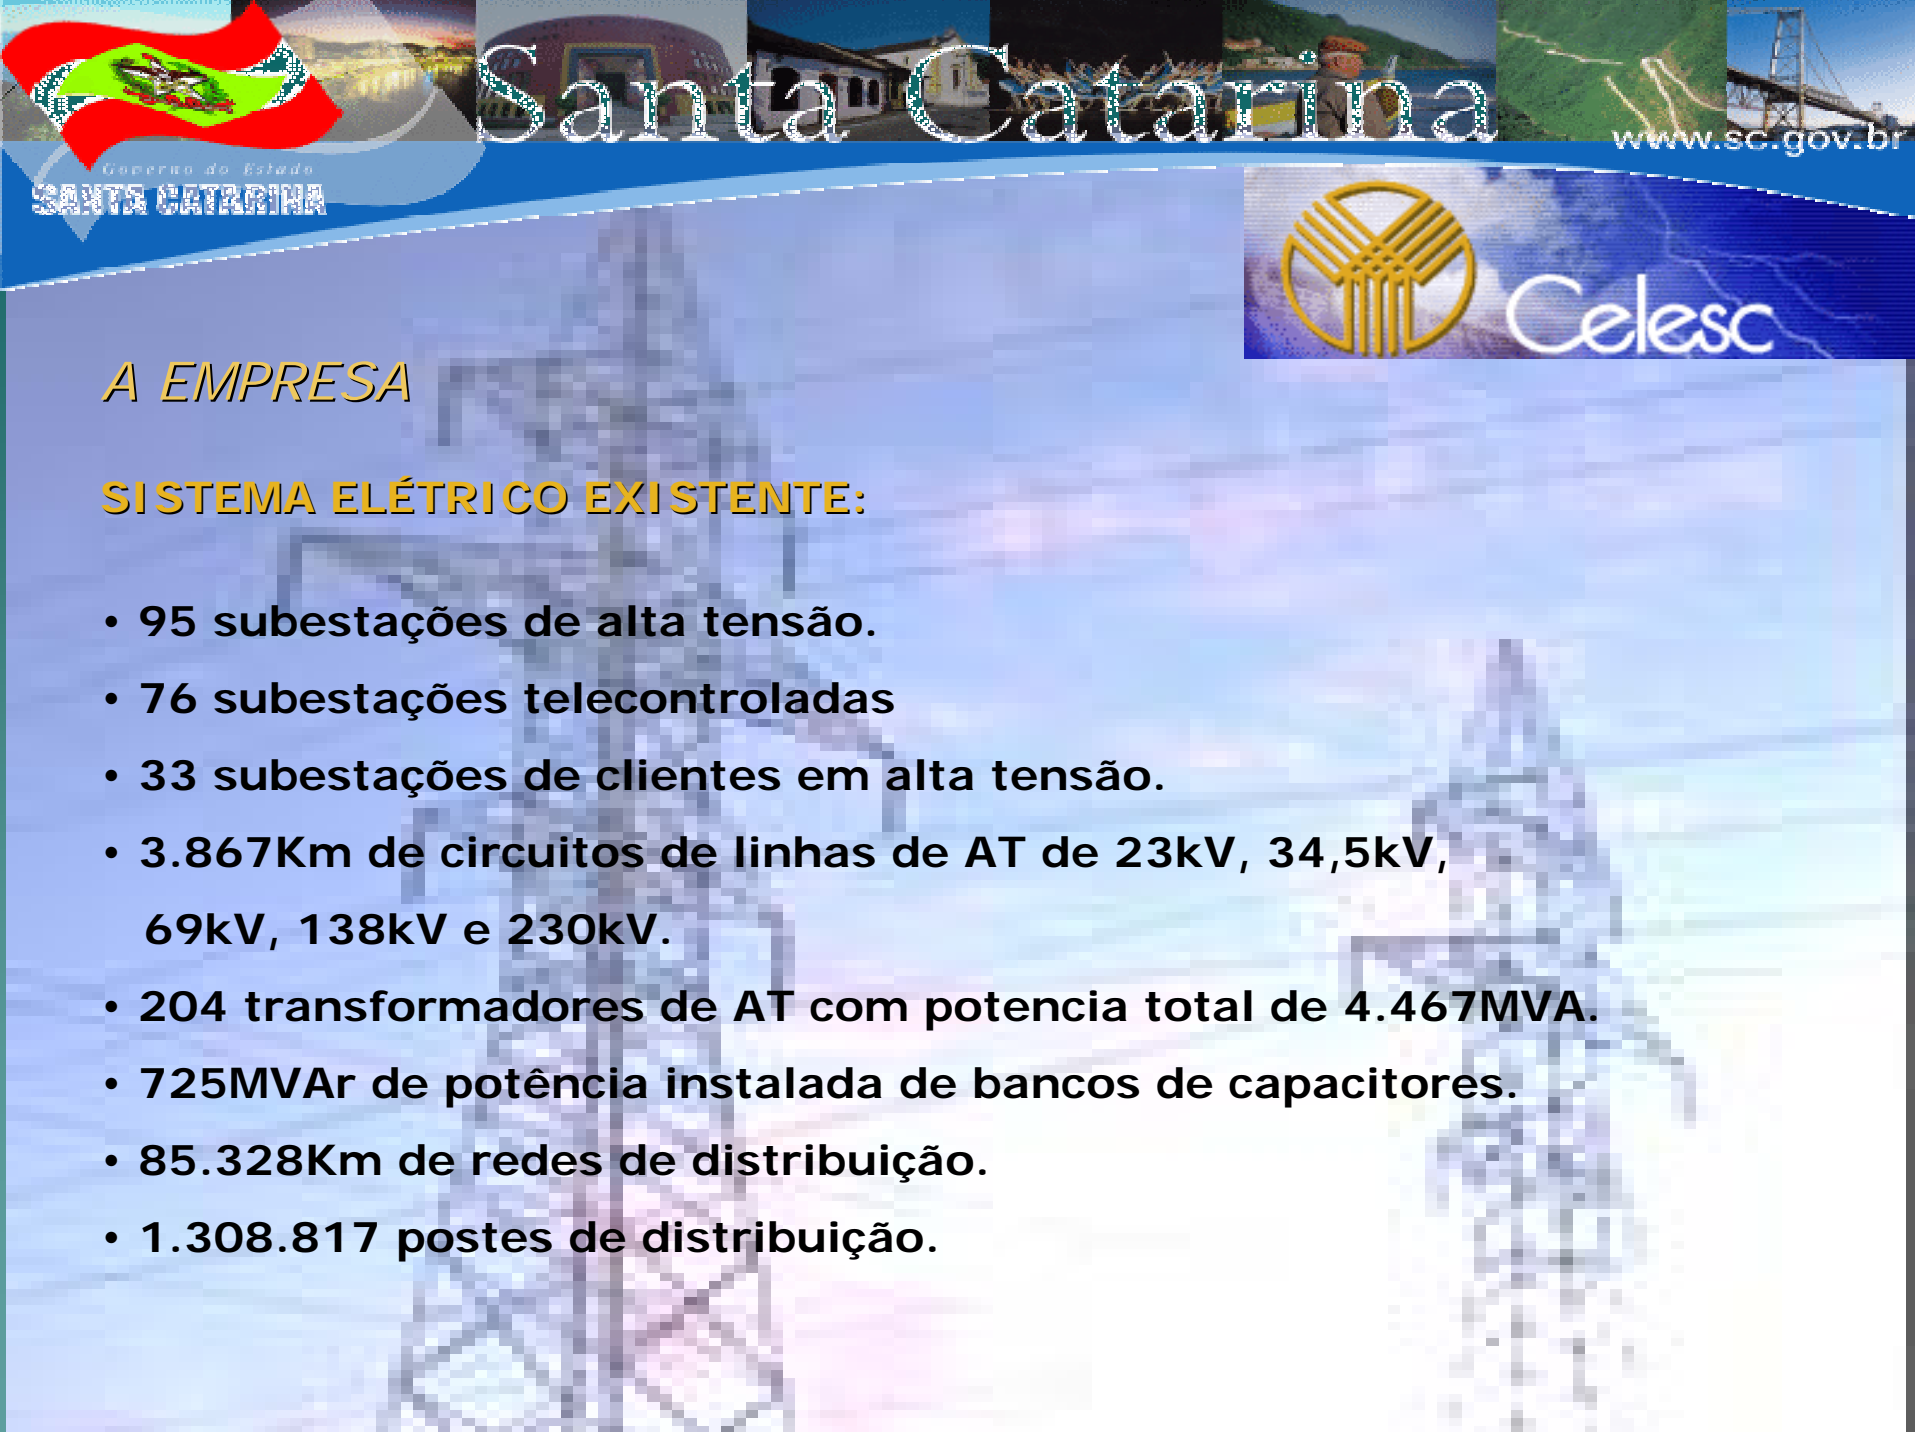 Santa Catarina
www.sc.gov.br
Governo do Estado
SANTA CATARINA
Celesc
A EMPRESA
SISTEMA ELÉTRICO EXISTENTE:
• 95 subestações de alta tensão.
• 76 subestações telecontroladas
• 33 subestações de clientes em alta tensão.
• 3.867Km de circuitos de linhas de AT de 23kV, 34,5kV,
69kV, 138kV e 230kV.
• 204 transformadores de AT com potencia total de 4.467MVA.
• 725MVAr de potência instalada de bancos de capacitores.
• 85.328Km de redes de distribuição.
• 1.308.817 postes de distribuição.